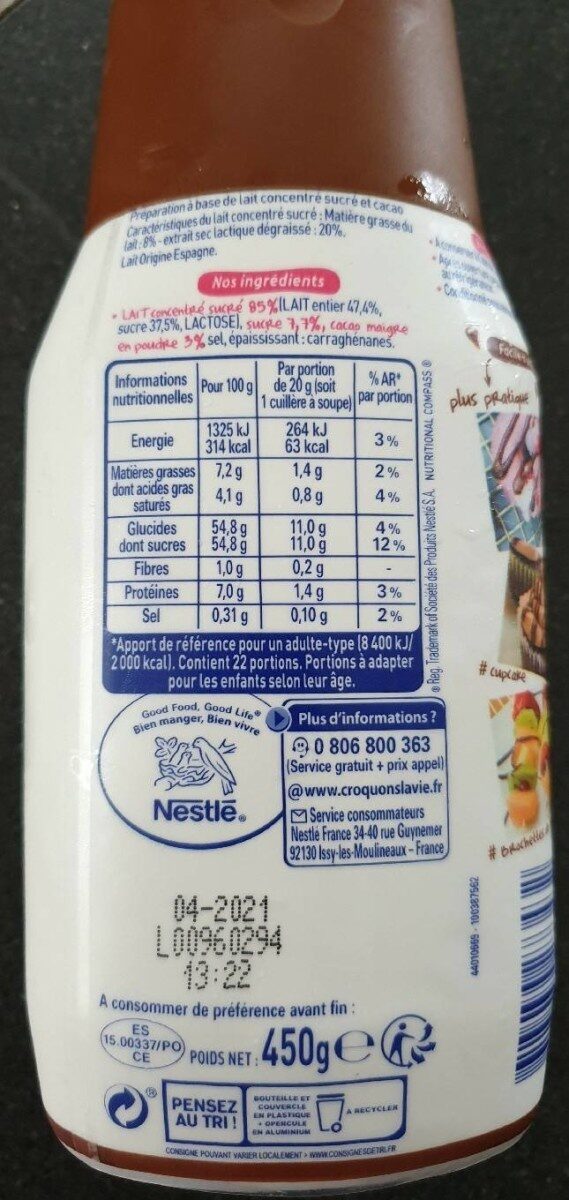 Préparation à base de lait concentré sucré et cacao
Caractéristiques du lait concentré sucré : Matière grasse du
lait : 8% - extrait sec lactique dégraissé : 20%.
Lait Origine Espagne.
Nos ingrédients
• LAIT concentré sucré 85%[LAIT entier 47,4%,
sucre 37,5%, LACTOSE], sucre 7,7%, cacao maigre
en poudre 3% sel, épaississant : carraghénanes.
Informations nutritionnelles Pour 100 g Par portion de 20 g (soit 1 cuillère à soupe) % AR* par portion
Energie 1325 kJ 314 kcal 264 kJ 63 kcal 3 %
Matières grasses 7,2 g 1,4 g 2 %
dont acides gras saturés 4,1 g 0,8 g 4 %
Glucides 54,8 g 11,0 g 4 %
dont sucres 54,8 g 11,0 g 12 %
Fibres 1,0 g 0,2 g -
Protéines 7,0 g 1,4 g 3 %
Sel 0,31 g 0,10 g 2 %
*Apport de référence pour un adulte-type (8 400 kJ/
2 000 kcal). Contient 22 portions. Portions à adapter
pour les enfants selon leur âge.
® Reg. Trademark of Société des Produits Nestlé S.A. NUTRITIONAL COMPASS ®
Good Food, Good Life®
Bien manger, Bien vivre
Nestlé®
Plus d'informations ?
0 806 800 363
(Service gratuit + prix appel)
@www.croquonslavie.fr
Service consommateurs
Nestlé France 34-40 rue Guynemer
92130 Issy-les-Moulineaux - France
plus pratique
# cupcake
# Brochettes
44010669 - 100387562
04-2021
L00960294
13:22
A consommer de préférence avant fin :
ES
15.00337/PO
CE
POIDS NET : 450g e
®
PENSEZ
AU TRI !
BOUTEILLE ET
COUVERCLE
EN PLASTIQUE
+ OPERCULE
EN ALUMINIUM
A RECYCLER
CONSIGNE POUVANT VARIER LOCALEMENT > WWW.CONSIGNESDETRI.FR